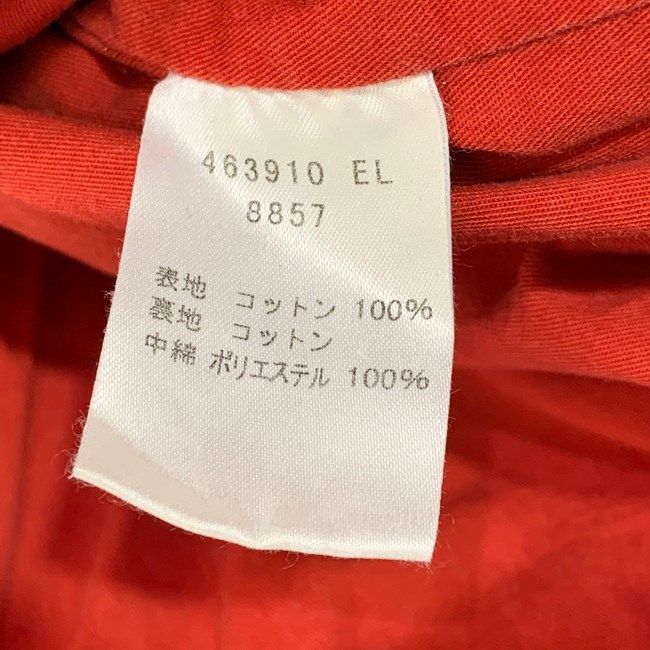 463910 EL
8857
表地 コットン 100%
裏地 コットン
中綿 ポリエステル 100%